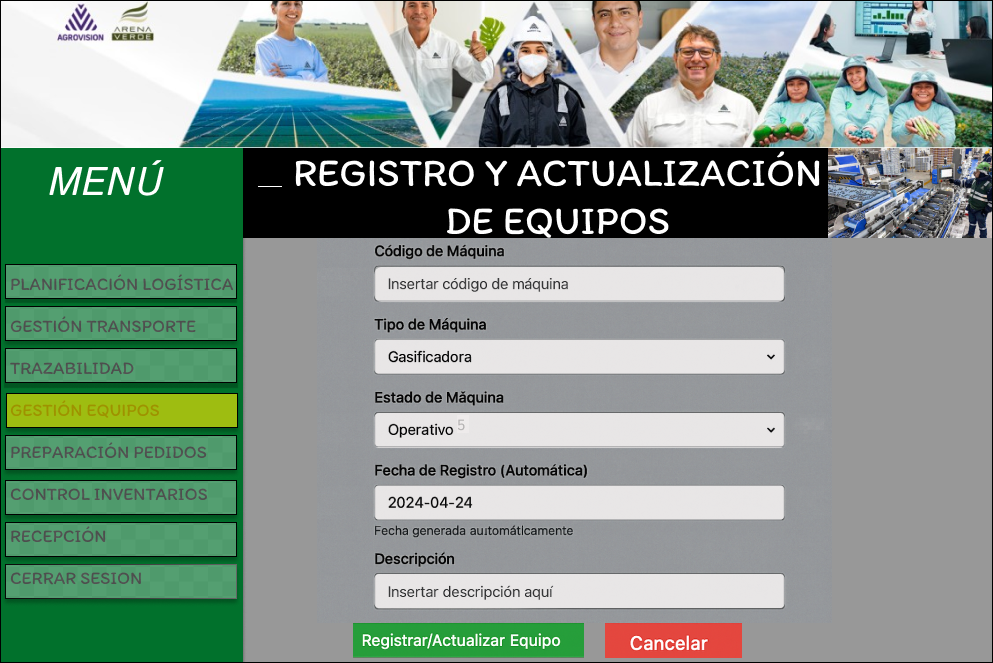 AGROVISION
ARENA
VERDE
MENÚ
_ REGISTRO Y ACTUALIZACIÓN
DE EQUIPOS
PLANIFICACIÓN LOGÍSTICA
GESTIÓN TRANSPORTE
TRAZABILIDAD
GESTIÓN EQUIPOS
PREPARACIÓN PEDIDOS
CONTROL INVENTARIOS
RECEPCIÓN
CERRAR SESION
Código de Máquina
Insertar código de máquina
Tipo de Máquina
Gasificadora
Estado de Măquina
Operativo 5
Fecha de Registro (Automática)
2024-04-24
Fecha generada automáticamente
Descripción
Insertar descripción aquí
Registrar/Actualizar Equipo
Cancelar